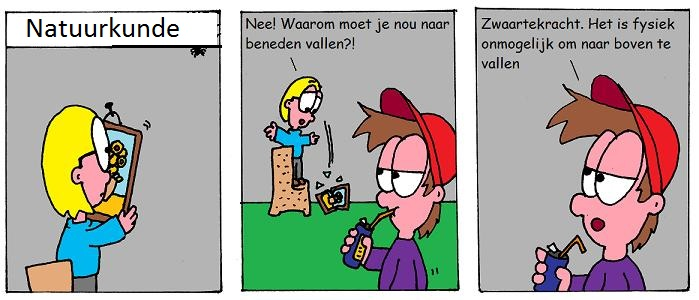 Natuurkunde
Nee! Waarom moet je nou naar
beneden vallen?!
Zwaartekracht. Het is fysiek
onmogelijk om naar boven te
vallen